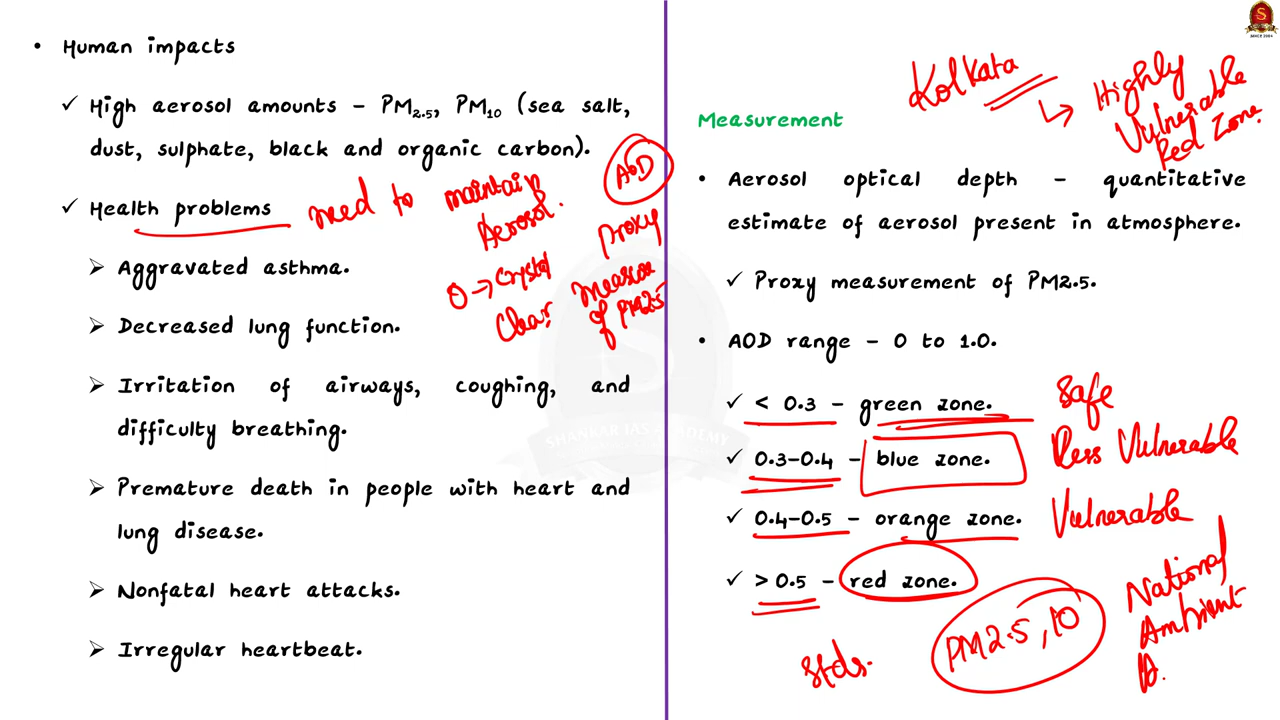 • Human impacts
✓ High aerosol amounts – PM2.5, PM10 (sea salt,
dust, sulphate, black and organic carbon).
✓ Health problems
➢ Aggravated asthma.
➢ Decreased lung function.
➢ Irritation of airways, coughing, and
difficulty breathing.
➢ Premature death in people with heart and
lung disease.
➢ Nonfatal heart attacks.
➢ Irregular heartbeat.
need to maintain
Aerosol.
0 → Crystal
Clear
AOD
Proxy
Measure
of PM2.5
SHANKAR IAS ACADEMY
S
SINCE 2004
Kolkata
↳ Highly
Vulnerable
Red Zone.
Measurement
• Aerosol optical depth – quantitative
estimate of aerosol present in atmosphere.
✓ Proxy measurement of PM2.5.
• AOD range – 0 to 1.0.
✓ < 0.3 – green zone. Safe
✓ 0.3-0.4 – blue zone. Less Vulnerable
✓ 0.4-0.5 – orange zone. Vulnerable
✓ > 0.5 – red zone.
Stds.
PM2.5, 10
National
Ambient
A.